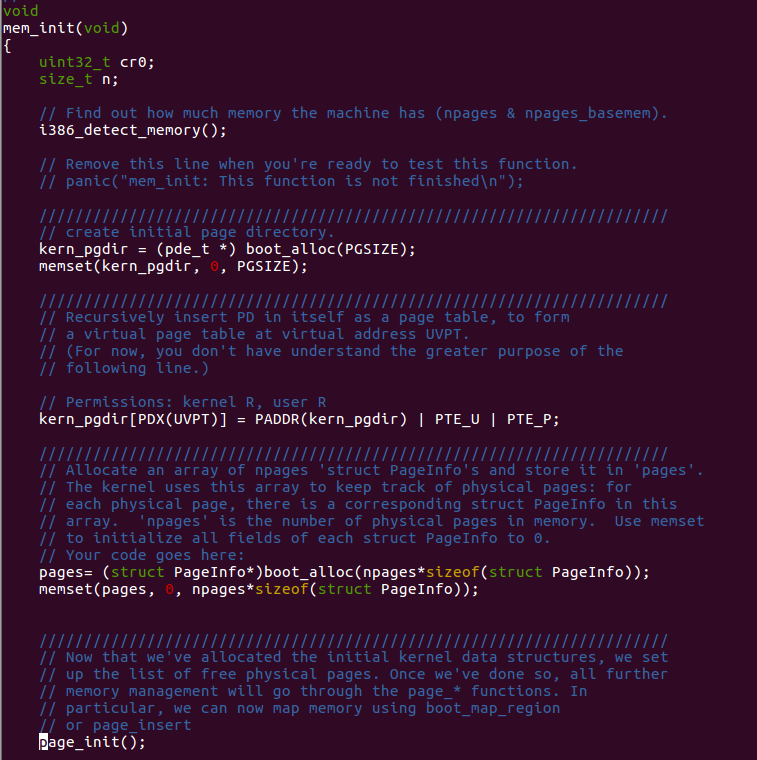 void
mem_init(void)
{
    uint32_t cr0;
    size_t n;

    // Find out how much memory the machine has (npages & npages_basemem).
    i386_detect_memory();

    // Remove this line when you're ready to test this function.
    // panic("mem_init: This function is not finished\n");

    //////////////////////////////////////////////////////////////////////
    // create initial page directory.
    kern_pgdir = (pde_t *) boot_alloc(PGSIZE);
    memset(kern_pgdir, 0, PGSIZE);

    //////////////////////////////////////////////////////////////////////
    // Recursively insert PD in itself as a page table, to form
    // a virtual page table at virtual address UVPT.
    // (For now, you don't have understand the greater purpose of the
    // following line.)

    // Permissions: kernel R, user R
    kern_pgdir[PDX(UVPT)] = PADDR(kern_pgdir) | PTE_U | PTE_P;

    //////////////////////////////////////////////////////////////////////
    // Allocate an array of npages 'struct PageInfo's and store it in 'pages'.
    // The kernel uses this array to keep track of physical pages: for
    // each physical page, there is a corresponding struct PageInfo in this
    // array.  'npages' is the number of physical pages in memory.  Use memset
    // to initialize all fields of each struct PageInfo to 0.
    // Your code goes here:
    pages= (struct PageInfo*)boot_alloc(npages*sizeof(struct PageInfo));
    memset(pages, 0, npages*sizeof(struct PageInfo));

    //////////////////////////////////////////////////////////////////////
    // Now that we've allocated the initial kernel data structures, we set
    // up the list of free physical pages. Once we've done so, all further
    // memory management will go through the page_* functions. In
    // particular, we can now map memory using boot_map_region
    // or page_insert
    page_init();